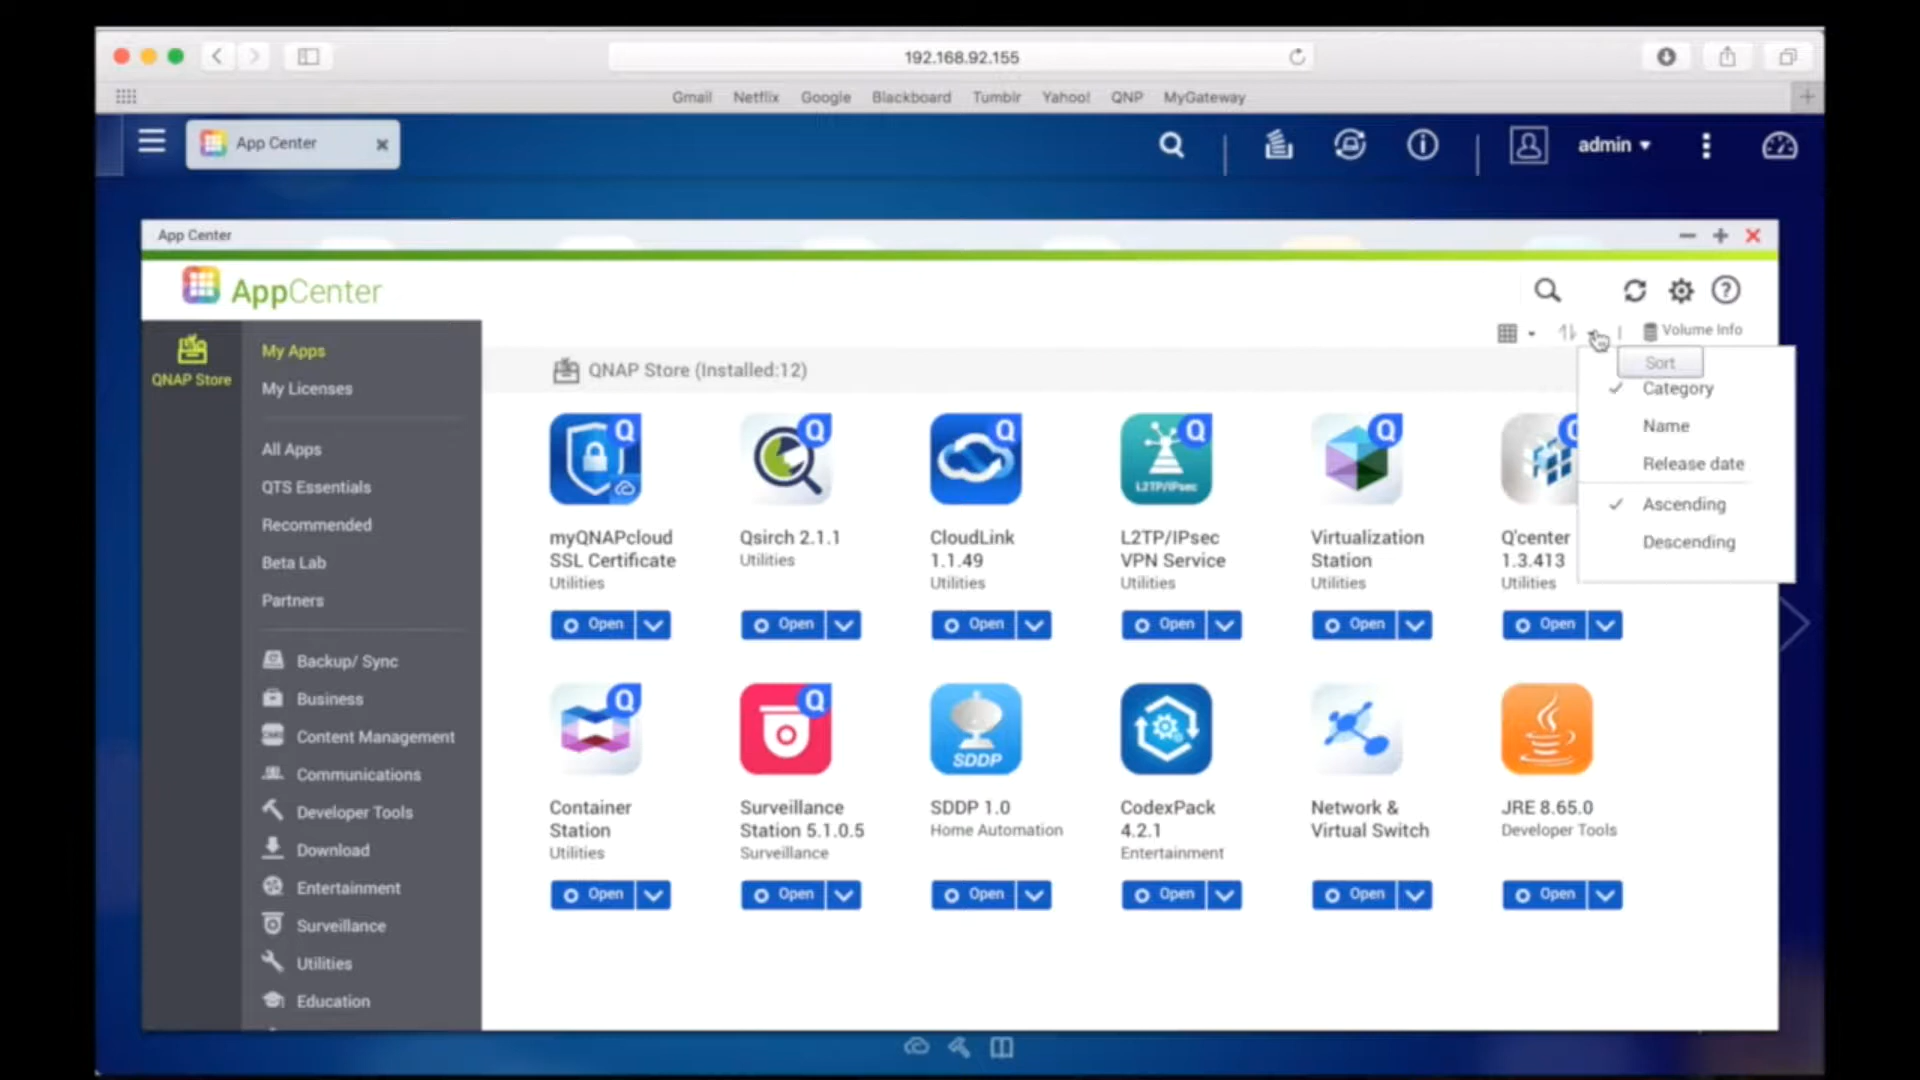 192.168.92.155
Gmail Netflix Google Blackboard Tumblr Yahoo! QNP MyGateway
App Center
admin
App Center
AppCenter
Volume Info
QNAP Store
My Apps
My Licenses
All Apps
QTS Essentials
Recommended
Beta Lab
Partners
Backup/ Sync
Business
Content Management
Communications
Developer Tools
Download
Entertainment
Surveillance
Utilities
Education
QNAP Store (Installed:12)
Sort
Category
Name
Release date
Ascending
Descending
myQNAPcloud
SSL Certificate
Utilities
Open
Qsirch 2.1.1
Utilities
Open
CloudLink
1.1.49
Utilities
Open
L2TP/IPsec
L2TP/IPsec
VPN Service
Utilities
Open
Virtualization
Station
Utilities
Open
Q'center
1.3.413
Utilities
Open
Container
Station
Utilities
Open
Surveillance
Station 5.1.0.5
Surveillance
Open
SDDP
SDDP 1.0
Home Automation
Open
CodexPack
4.2.1
Entertainment
Open
Network &
Virtual Switch
Open
JRE 8.65.0
Developer Tools
Open